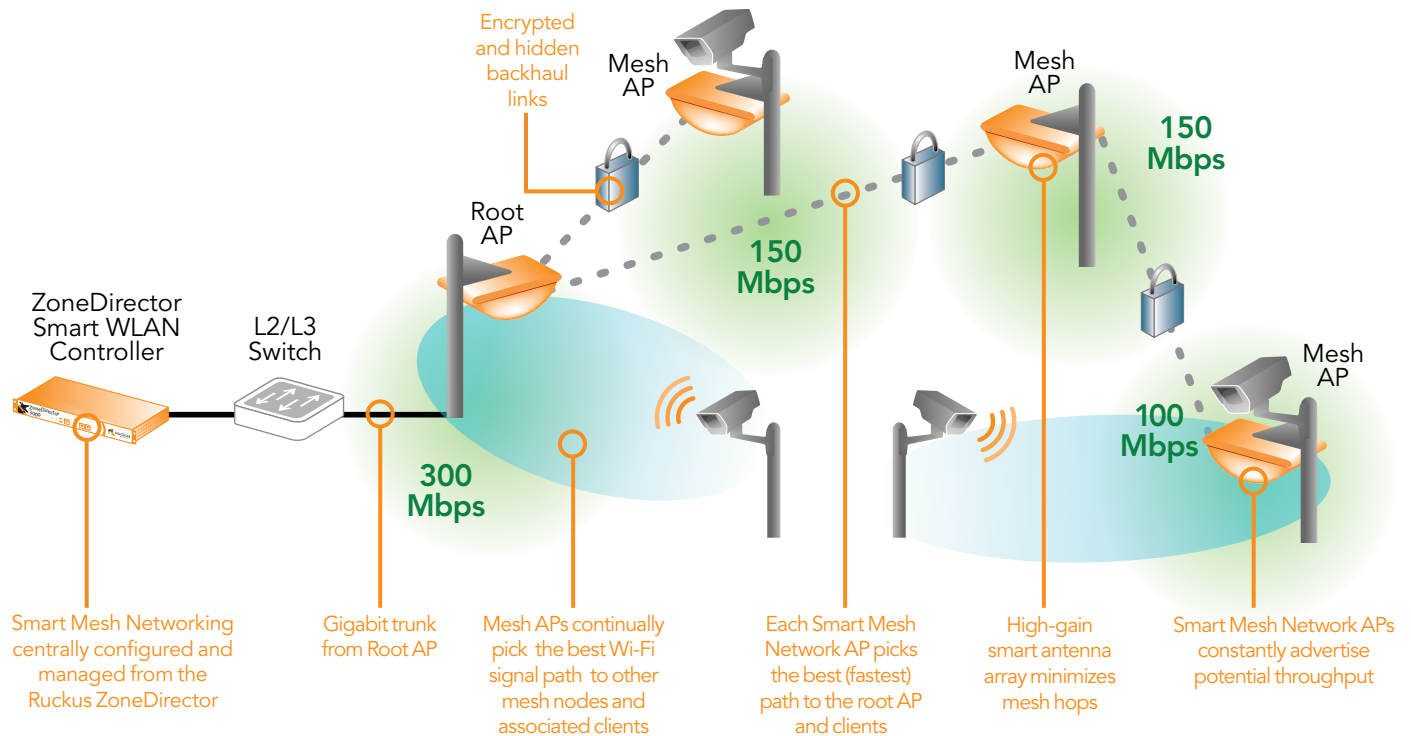 Encrypted
and hidden
backhaul
links
Mesh
AP
Mesh
AP
150
Mbps
Root
AP
150
Mbps
ZoneDirector
Smart WLAN
Controller
L2/L3
Switch
Mesh
AP
100
Mbps
300
Mbps
ZoneDirector
Smart Mesh Networking
centrally configured and
managed from the
Ruckus ZoneDirector
Gigabit trunk
from Root AP
Mesh APs continually
pick the best Wi-Fi
signal path to other
mesh nodes and
associated clients
Each Smart Mesh
Network AP picks
the best (fastest)
path to the root AP
and clients
High-gain
smart antenna
array minimizes
mesh hops
Smart Mesh Network APs
constantly advertise
potential throughput